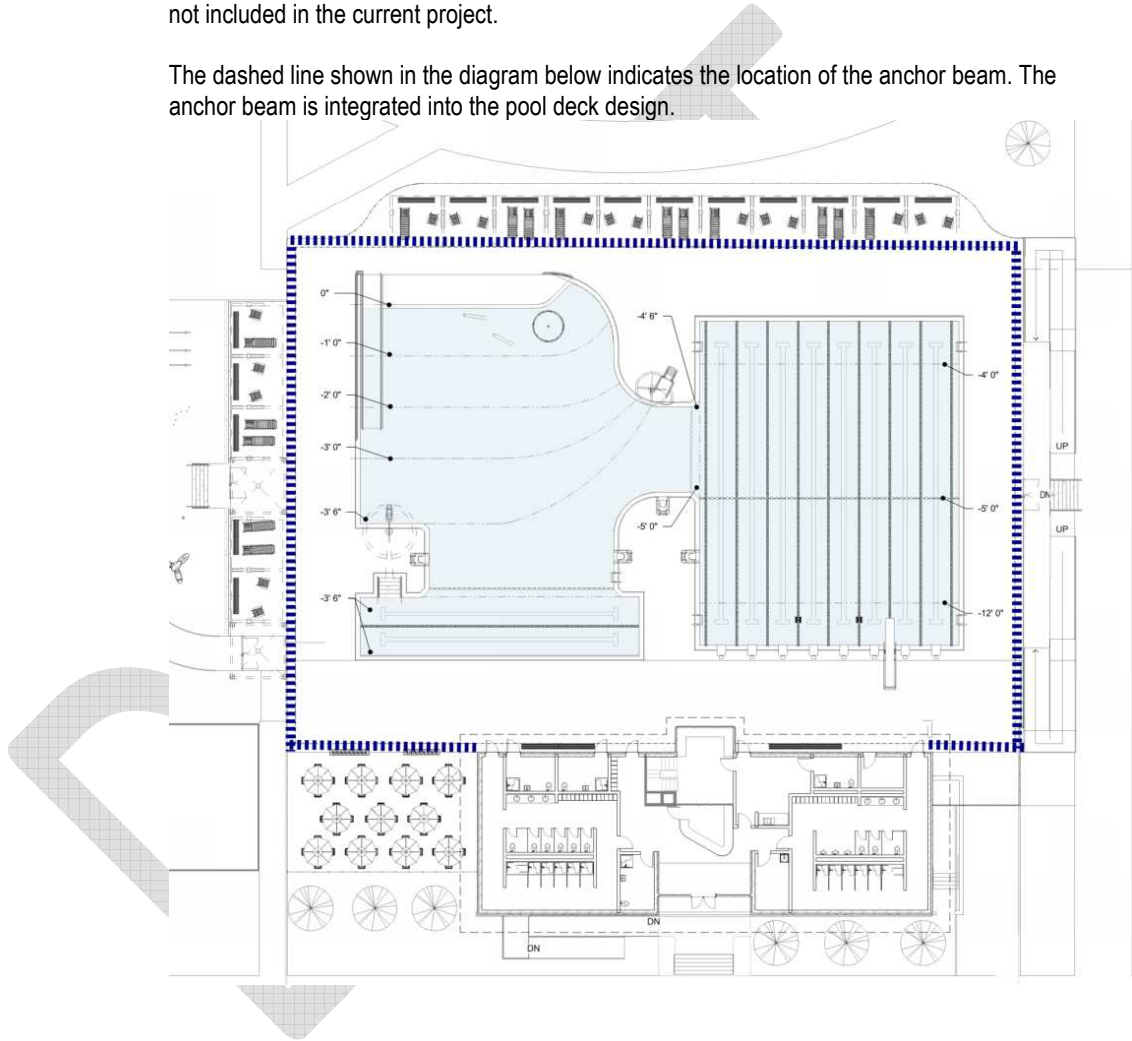 not included in the current project.
The dashed line shown in the diagram below indicates the location of the anchor beam. The
anchor beam is integrated into the pool deck design.
0"
-4' 6"
-1' 0"
-4' 0"
-2' 0"
-3' 0"
UP
-3' 6"
-5' 0"
-5' 0"
DN
UP
-3' 6"
-12' 0"
DN
DN